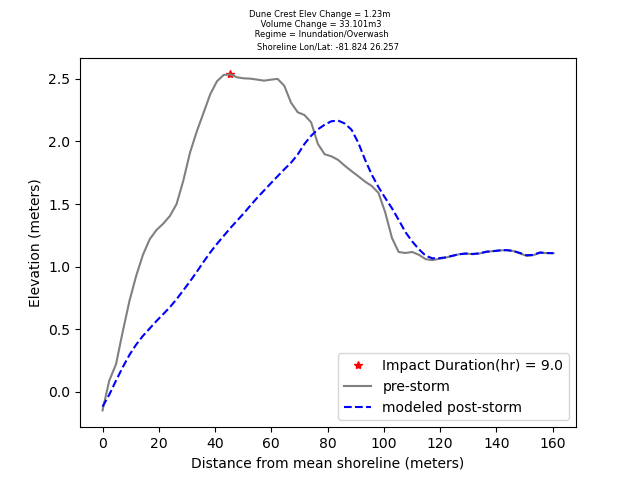 Dune Crest Elev Change = 1.23m
Volume Change = 33.101m3
Regime = Inundation/Overwash
Shoreline Lon/Lat: -81.824 26.257
2.5
2.0
1.5
1.0
0.5
0.0
Elevation (meters)
Impact Duration(hr) = 9.0
pre-storm
modeled post-storm
0 20 40 60 80 100 120 140 160
Distance from mean shoreline (meters)